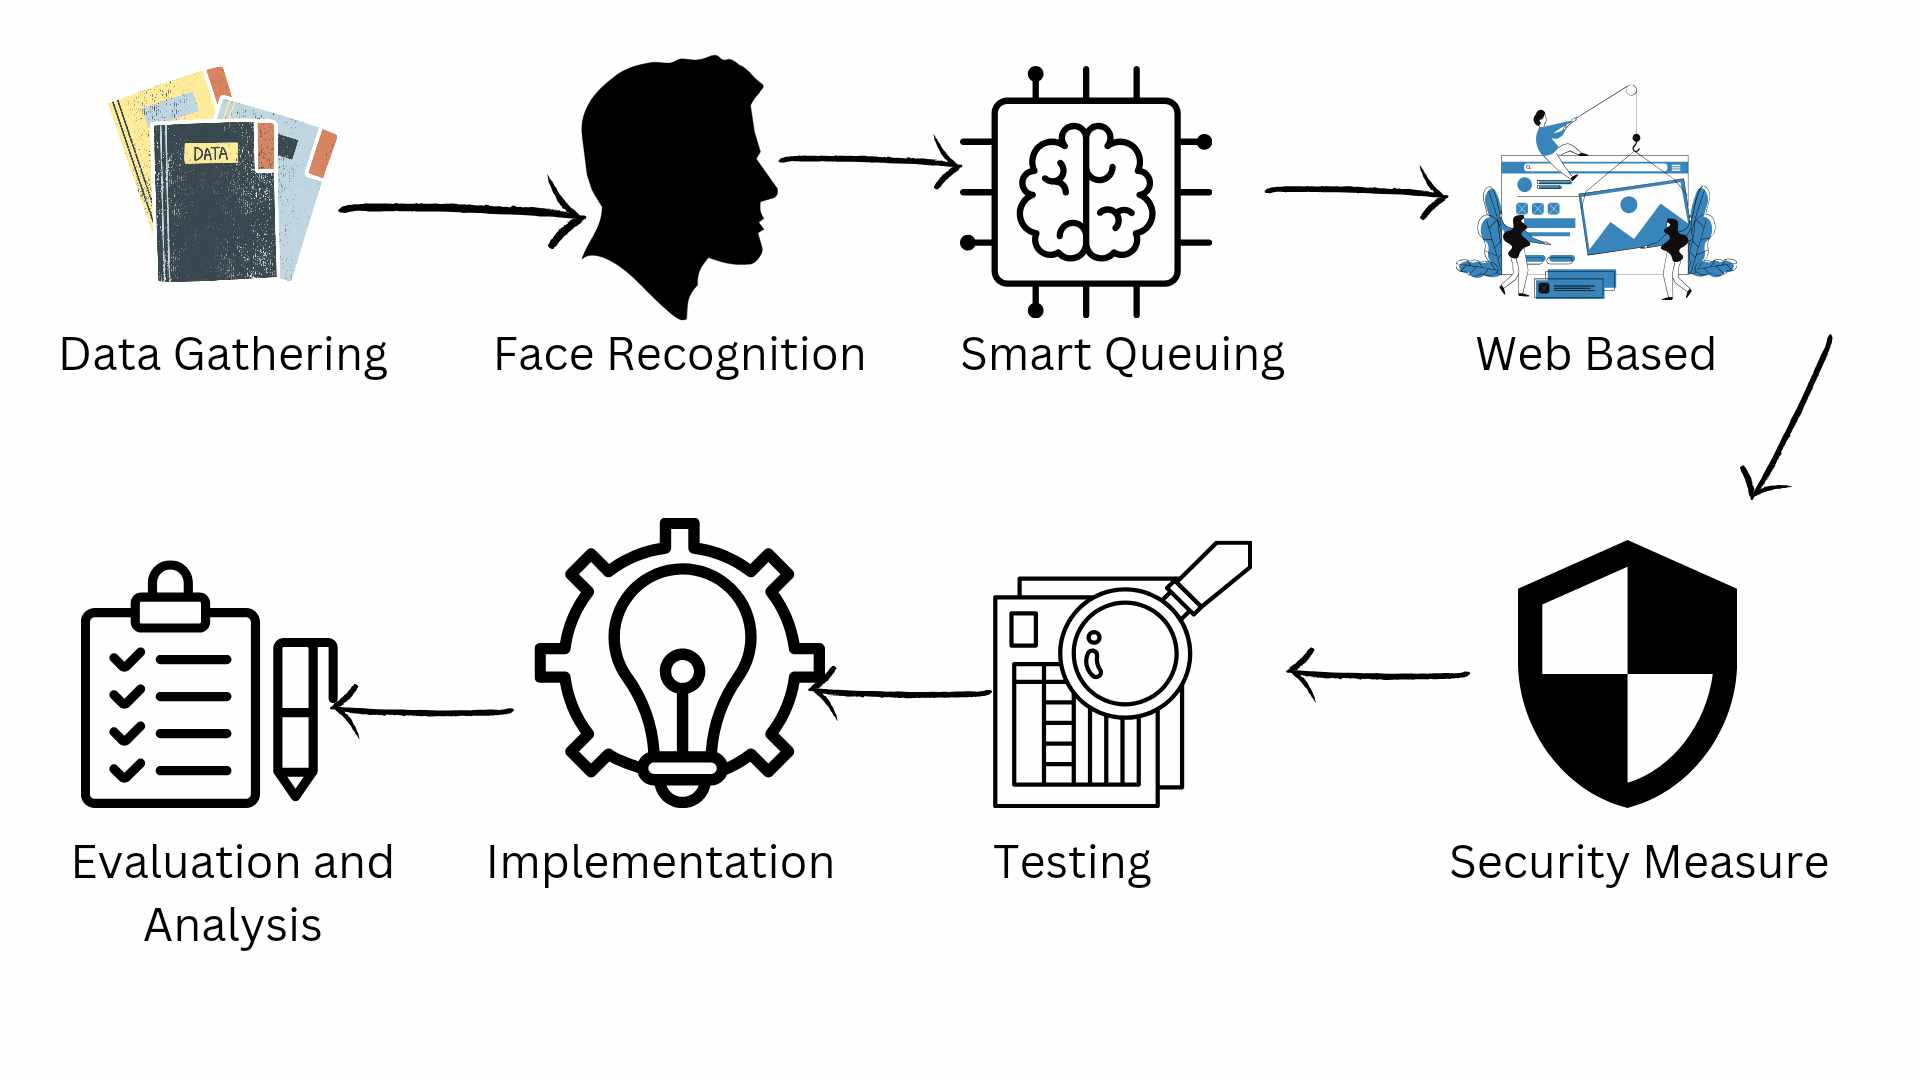 DATA
Data Gathering
Face Recognition
Smart Queuing
Web Based
Evaluation and
Analysis
Implementation
Testing
Security Measure